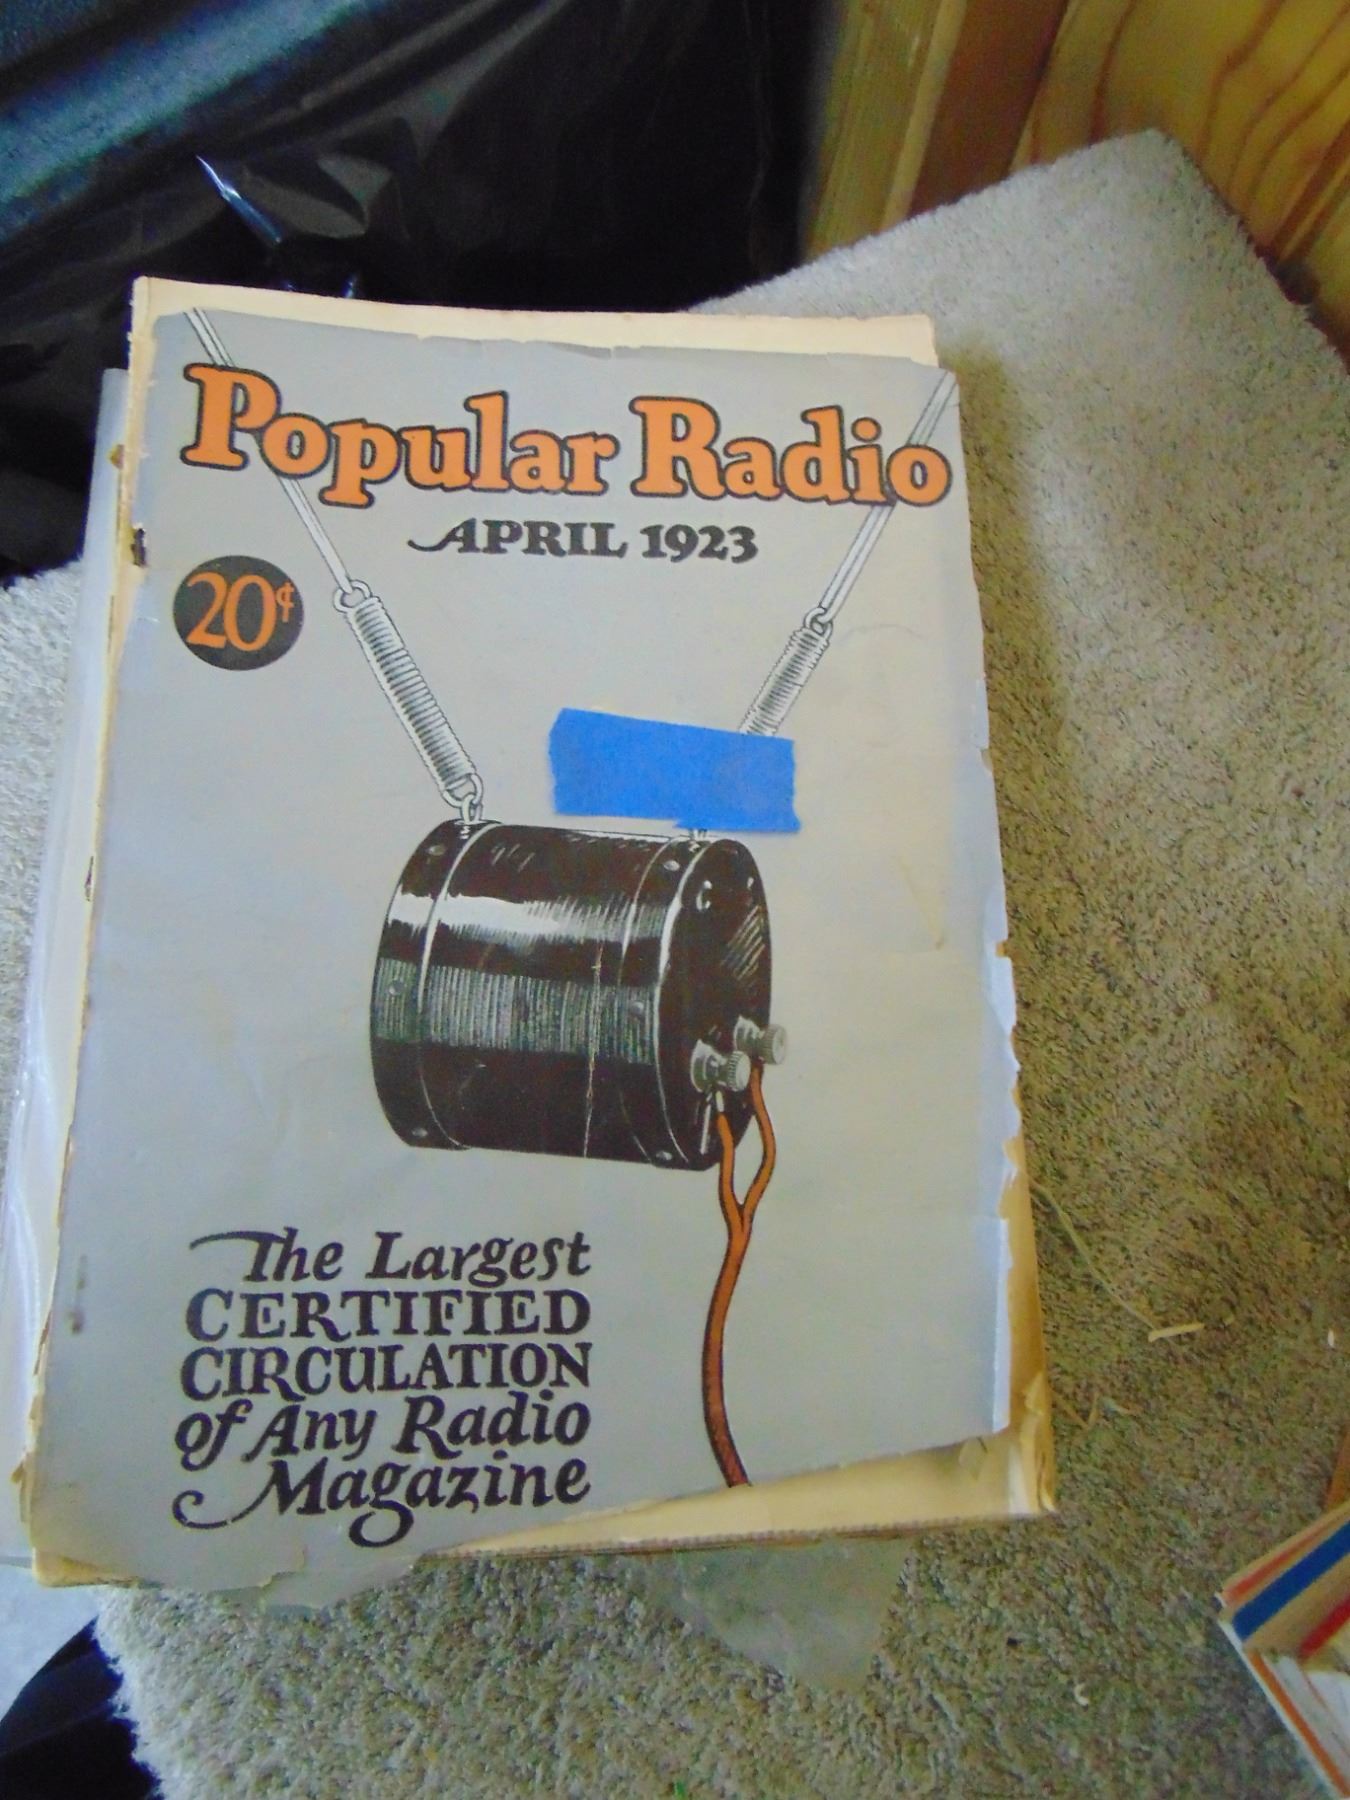 Popular Radio
APRIL 1923
20¢
The Largest
CERTIFIED
CIRCULATION
of Any Radio
Magazine